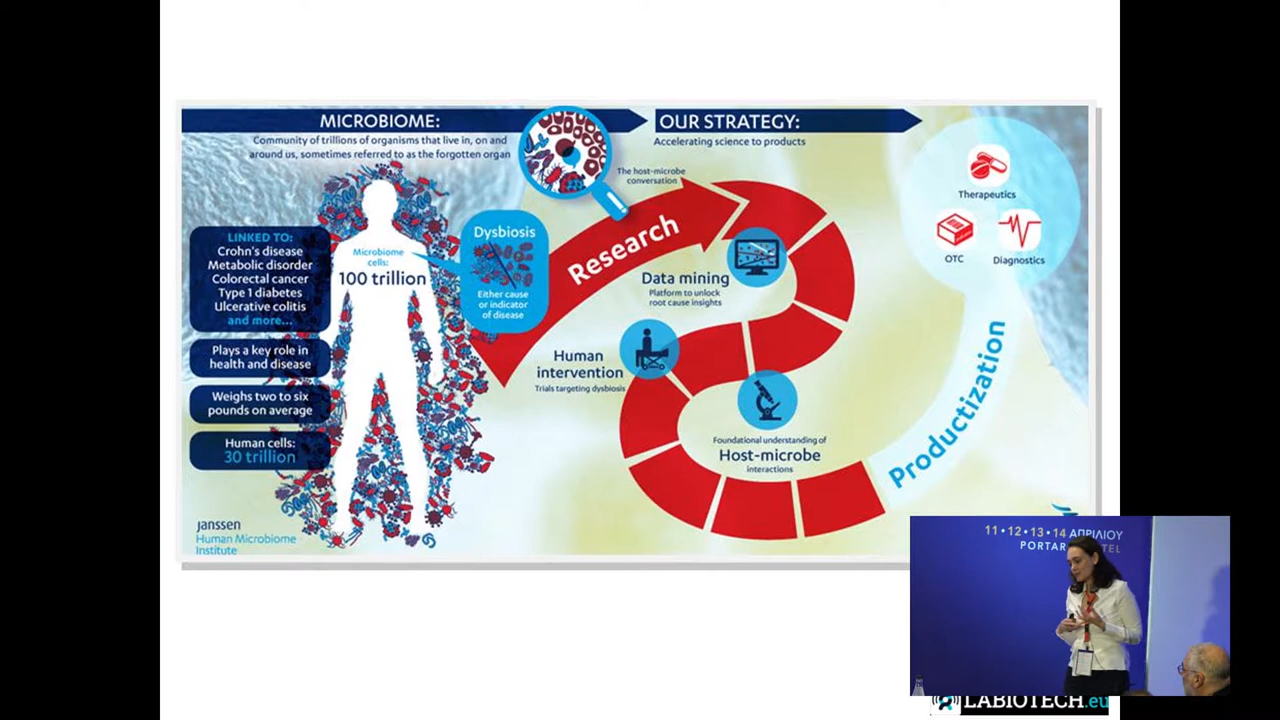 MICROBIOME:
Community of trillions of organisms that live in, on and
around us, sometimes referred to as the forgotten organ
OUR STRATEGY:
Accelerating science to products
The host-microbe
conversation
LINKED TO:
Crohn's disease
Metabolic disorder
Colorectal cancer
Type 1 diabetes
Ulcerative colitis
and more...
Plays a key role in
health and disease
Weighs two to six
pounds on average
Human cells:
30 trillion
Microbiome
cells:
100 trillion
Dysbiosis
Either cause
or indicator
of disease
Research
Data mining
Platform to unlock
root cause insights
Human
intervention
Trials targeting dysbiosis
Foundational understanding of
Host-microbe
interactions
Productization
Therapeutics
OTC
Diagnostics
Janssen
Human Microbiome
Institute
11•12•13•14 ΑΠΡΙΛΙΟΥ
LABIOTECH.eu